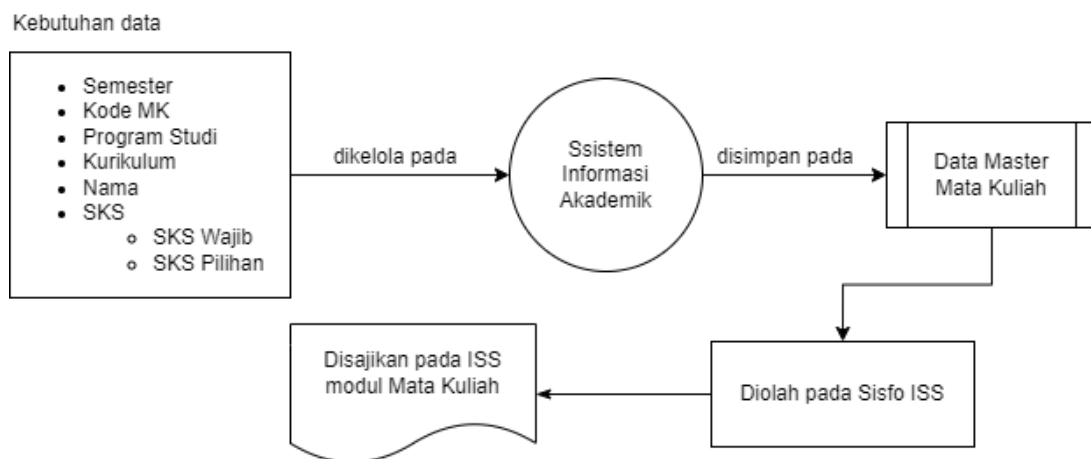 Kebutuhan data
Semester
Kode MK
Program Studi
Kurikulum
Nama
SKS
SKS Wajib
SKS Pilihan
dikelola pada
Ssistem
Informasi
Akademik
disimpan pada
Data Master
Mata Kuliah
Diolah pada Sisfo ISS
Disajikan pada ISS
modul Mata Kuliah